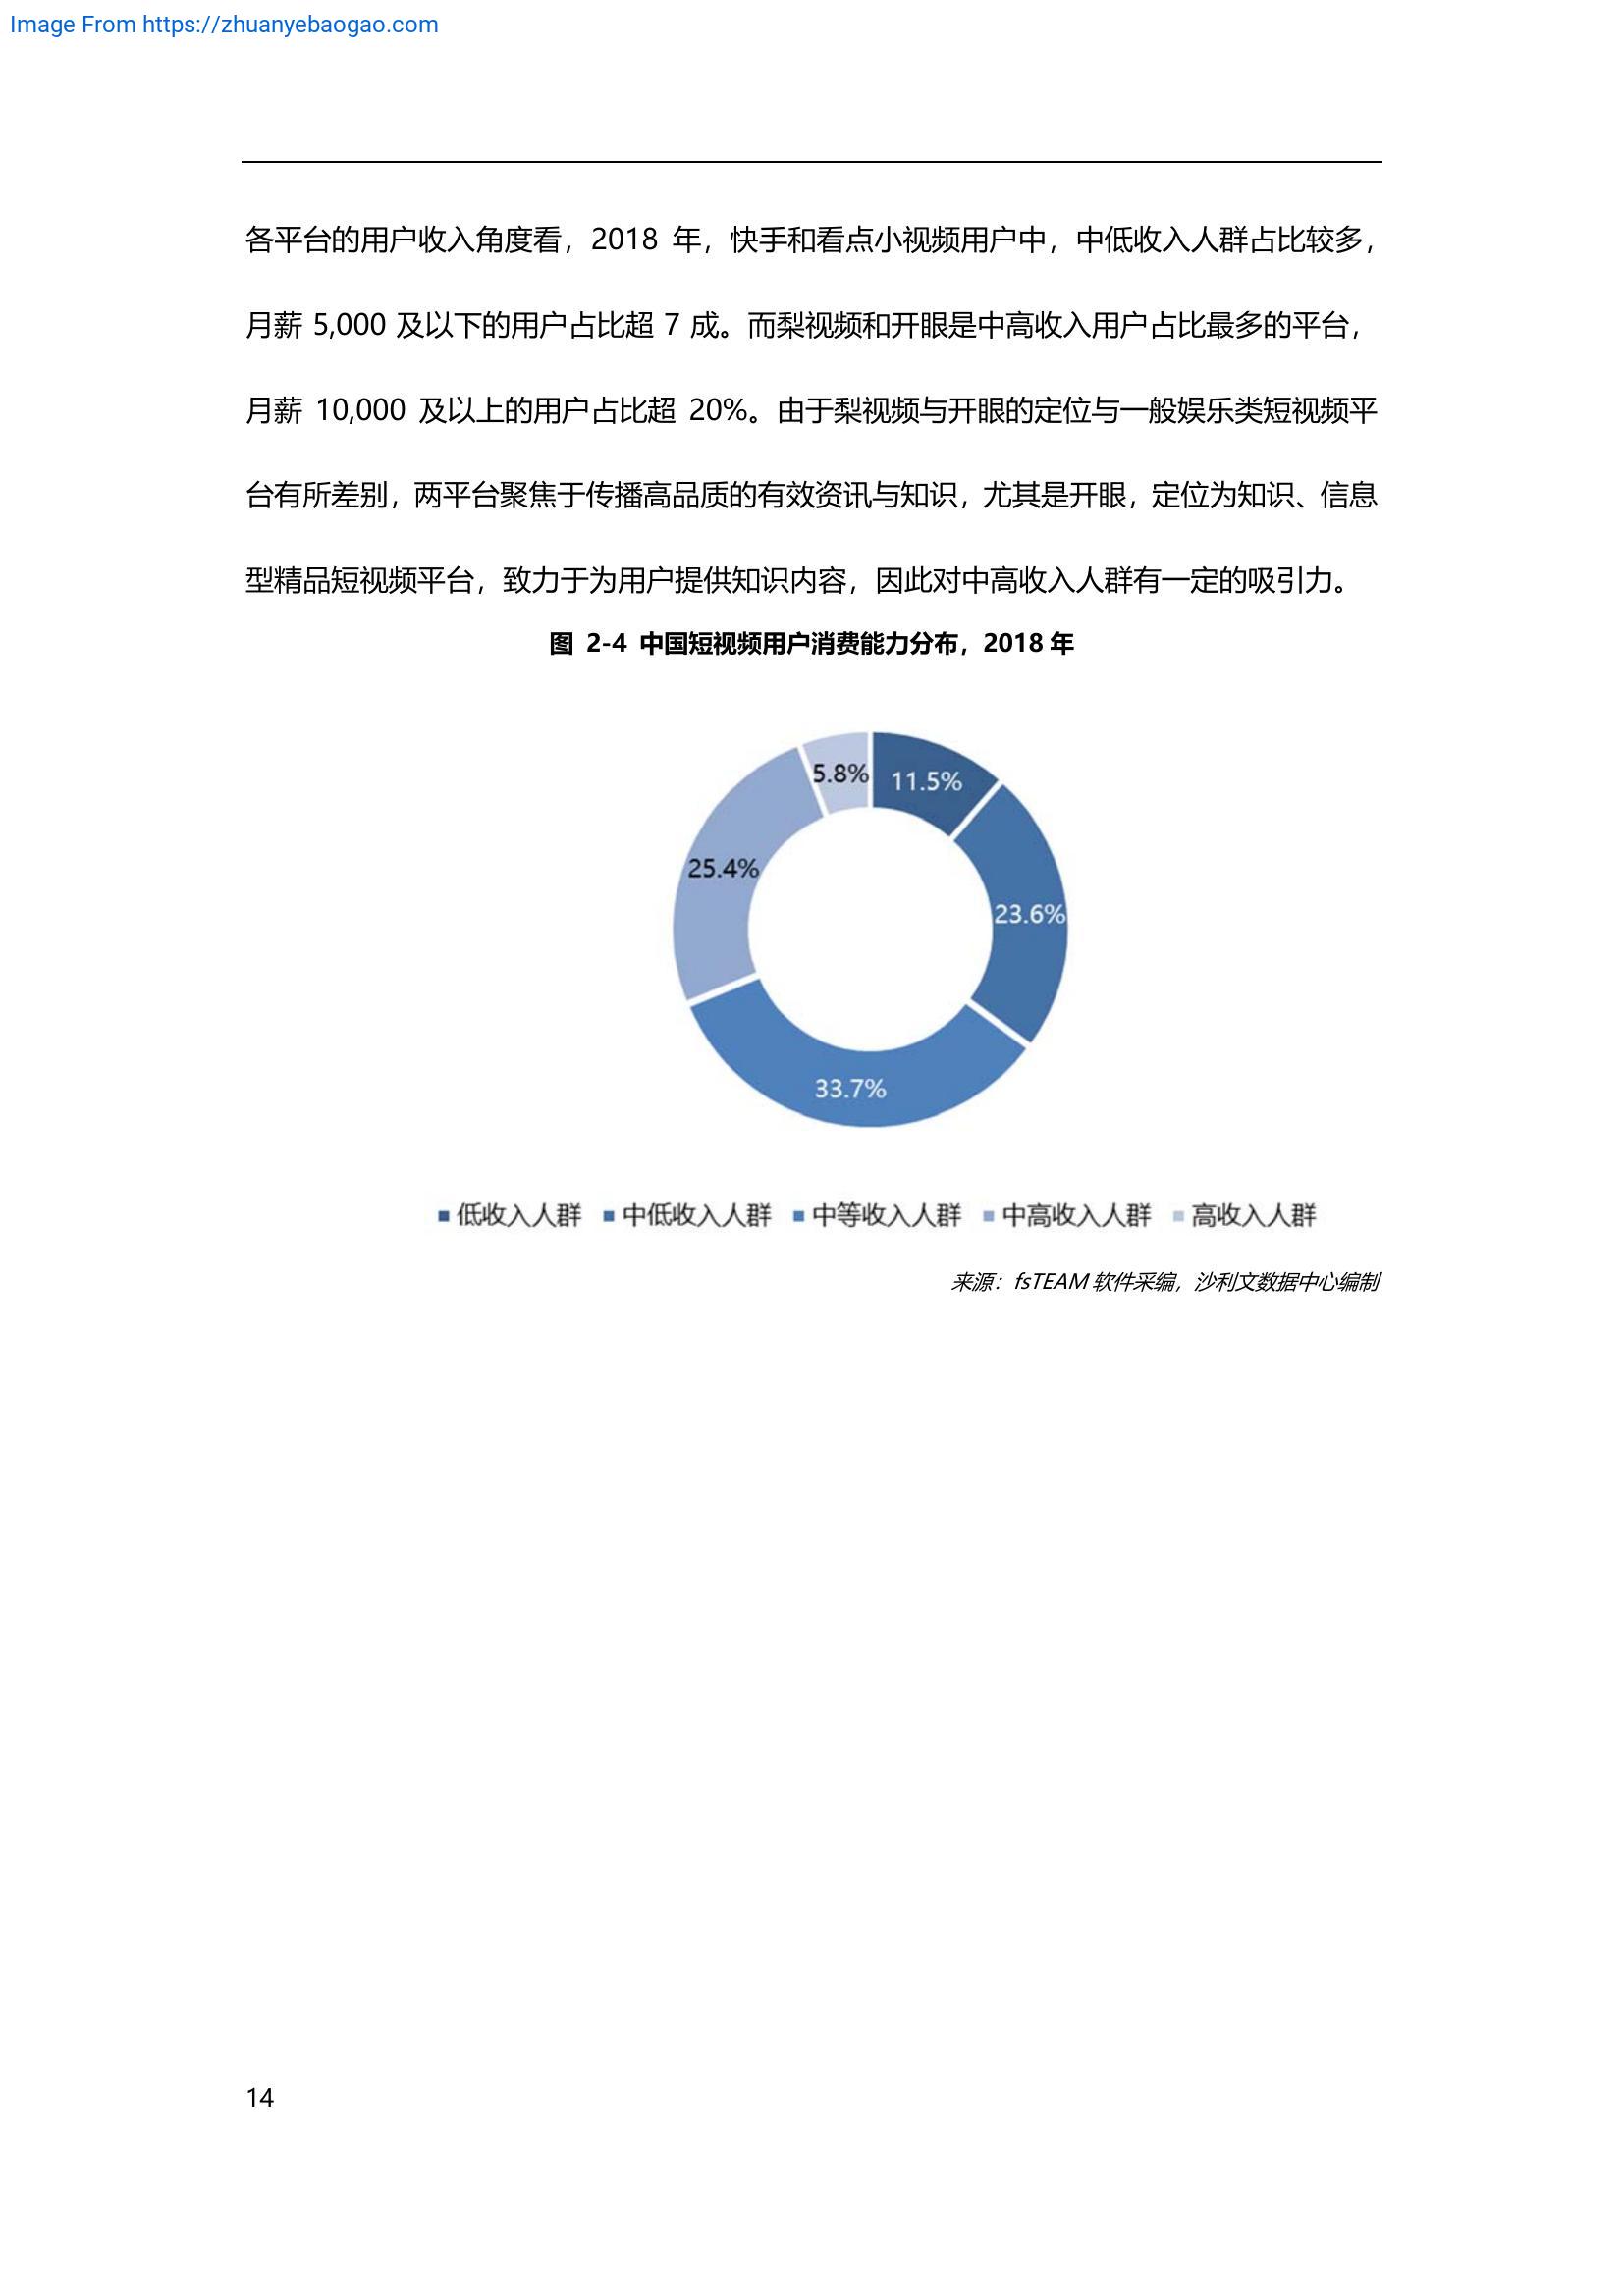 Image From https://zhuanyebaogao.com
各平台的用户收入角度看，2018 年，快手和看点小视频用户中，中低收入人群占比较多，
月薪 5,000 及以下的用户占比超 7 成。而梨视频和开眼是中高收入用户占比最多的平台，
月薪 10,000 及以上的用户占比超 20%。由于梨视频与开眼的定位与一般娱乐类短视频平
台有所差别，两平台聚焦于传播高品质的有效资讯与知识，尤其是开眼，定位为知识、信息
型精品短视频平台，致力于为用户提供知识内容，因此对中高收入人群有一定的吸引力。
图 2-4 中国短视频用户消费能力分布，2018 年
5.8%
11.5%
25.4%
23.6%
33.7%
低收入人群 中低收入人群 中等收入人群 中高收入人群 高收入人群
来源：fsTEAM 软件采编，沙利文数据中心编制
14